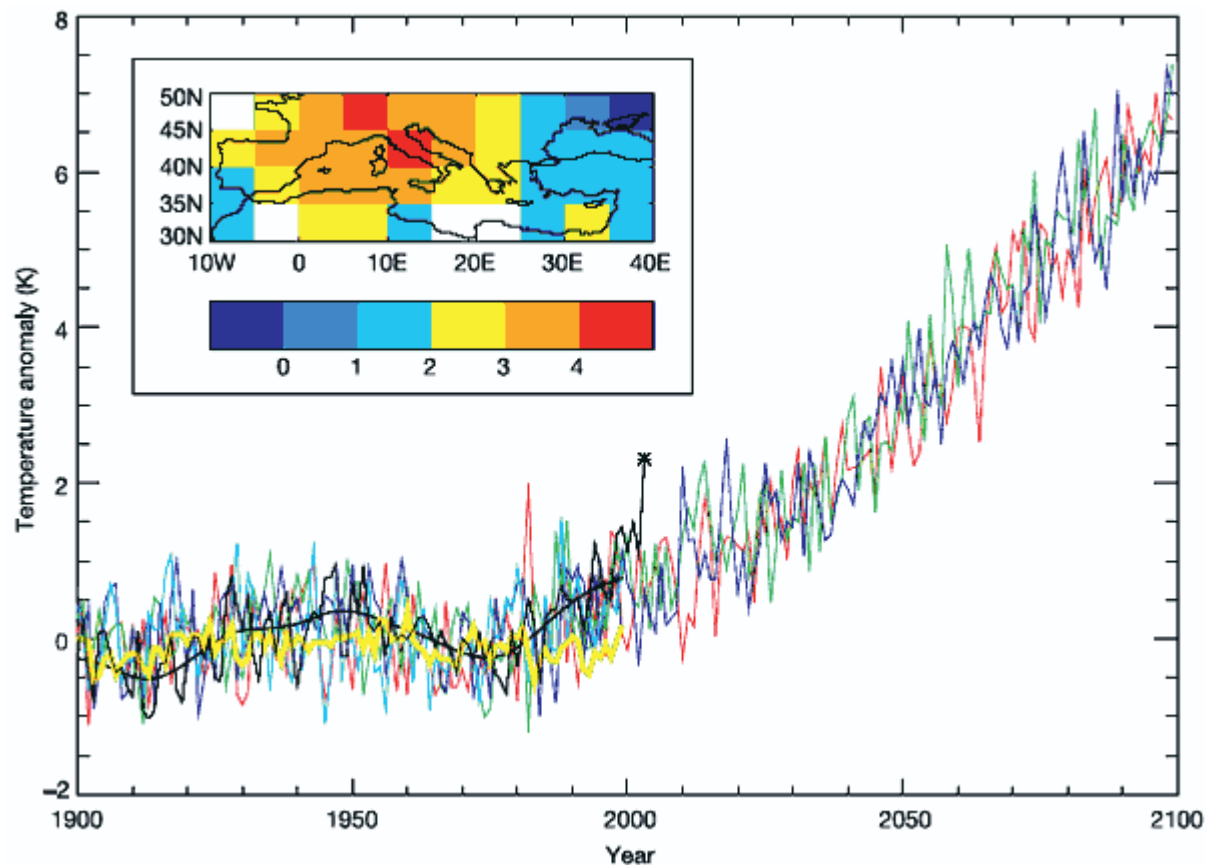 8
50N
45N
40N
35N
30N
10W 0 10E 20E 30E 40E
0 1 2 3 4
6
4
2
0
−2
Temperature anomaly (K)
1900 1950 2000 2050 2100
Year